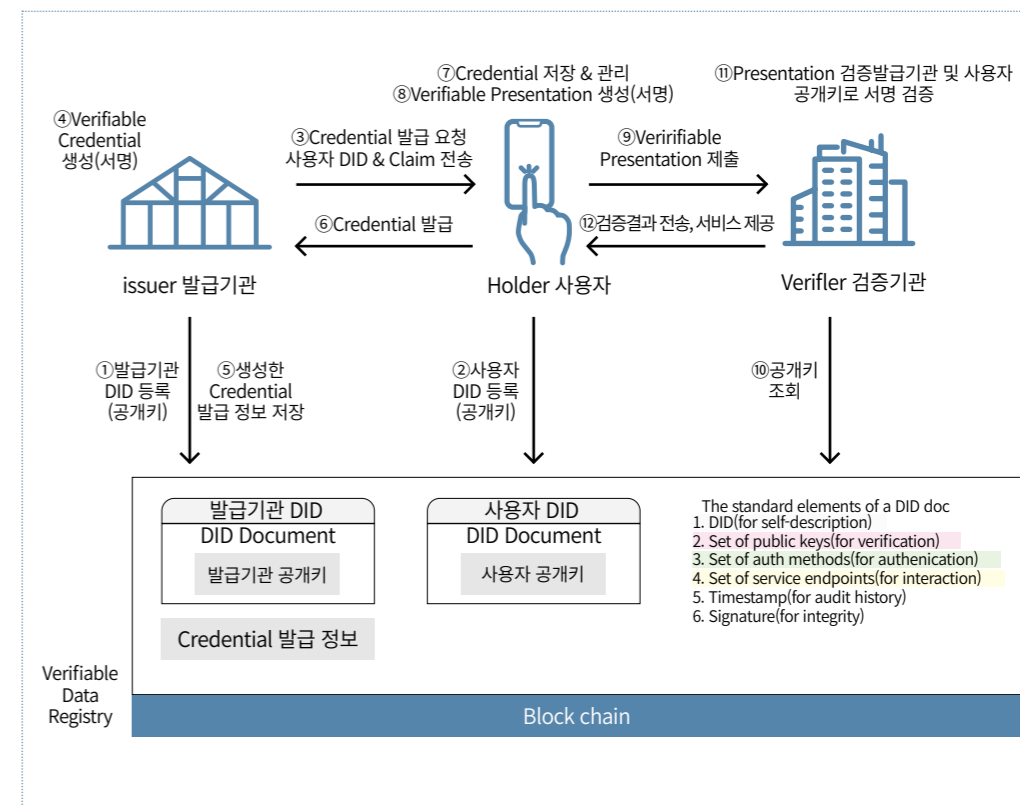 ⑦Credential 저장 & 관리
⑧Verifiable Presentation 생성(서명)
⑪Presentation 검증발급기관 및 사용자
공개키로 서명 검증
④Verifiable
Credential
생성(서명)
③Credential 발급 요청
사용자 DID & Claim 전송
⑨Veririfiable
Presentation 제출
⑥Credential 발급
⑫검증결과 전송, 서비스 제공
issuer 발급기관
Holder 사용자
Verifler 검증기관
①발급기관
DID 등록
(공개키)
⑤생성한
Credential
발급 정보 저장
②사용자
DID 등록
(공개키)
⑩공개키
조회
발급기관 DID
DID Document
발급기관 공개키
Credential 발급 정보
사용자 DID
DID Document
사용자 공개키
The standard elements of a DID doc
1. DID(for self-description)
2. Set of public keys(for verification)
3. Set of auth methods(for authenication)
4. Set of service endpoints(for interaction)
5. Timestamp(for audit history)
6. Signature(for integrity)
Verifiable
Data
Registry
Block chain